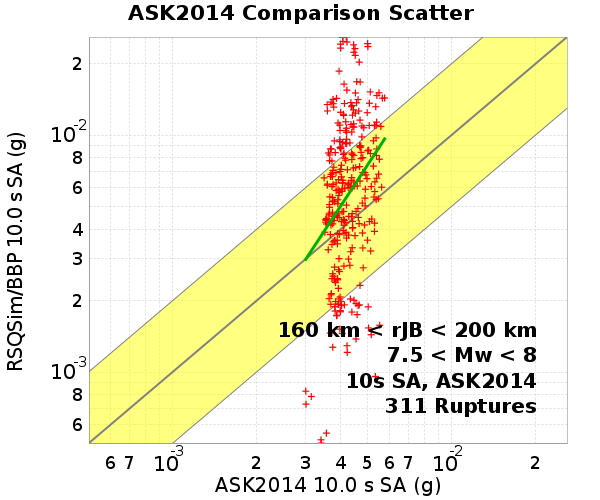 ASK2014 Comparison Scatter
RSQSim/BBP 10.0 s SA (g)
2
10-2
8
6
4
3
2
10-3
8
6
160 km < rJB < 200 km
7.5 < Mw < 8
10s SA, ASK2014
311 Ruptures
6 7 10-3 2 3 4 5 6 7 8 10-2 2
ASK2014 10.0 s SA (g)